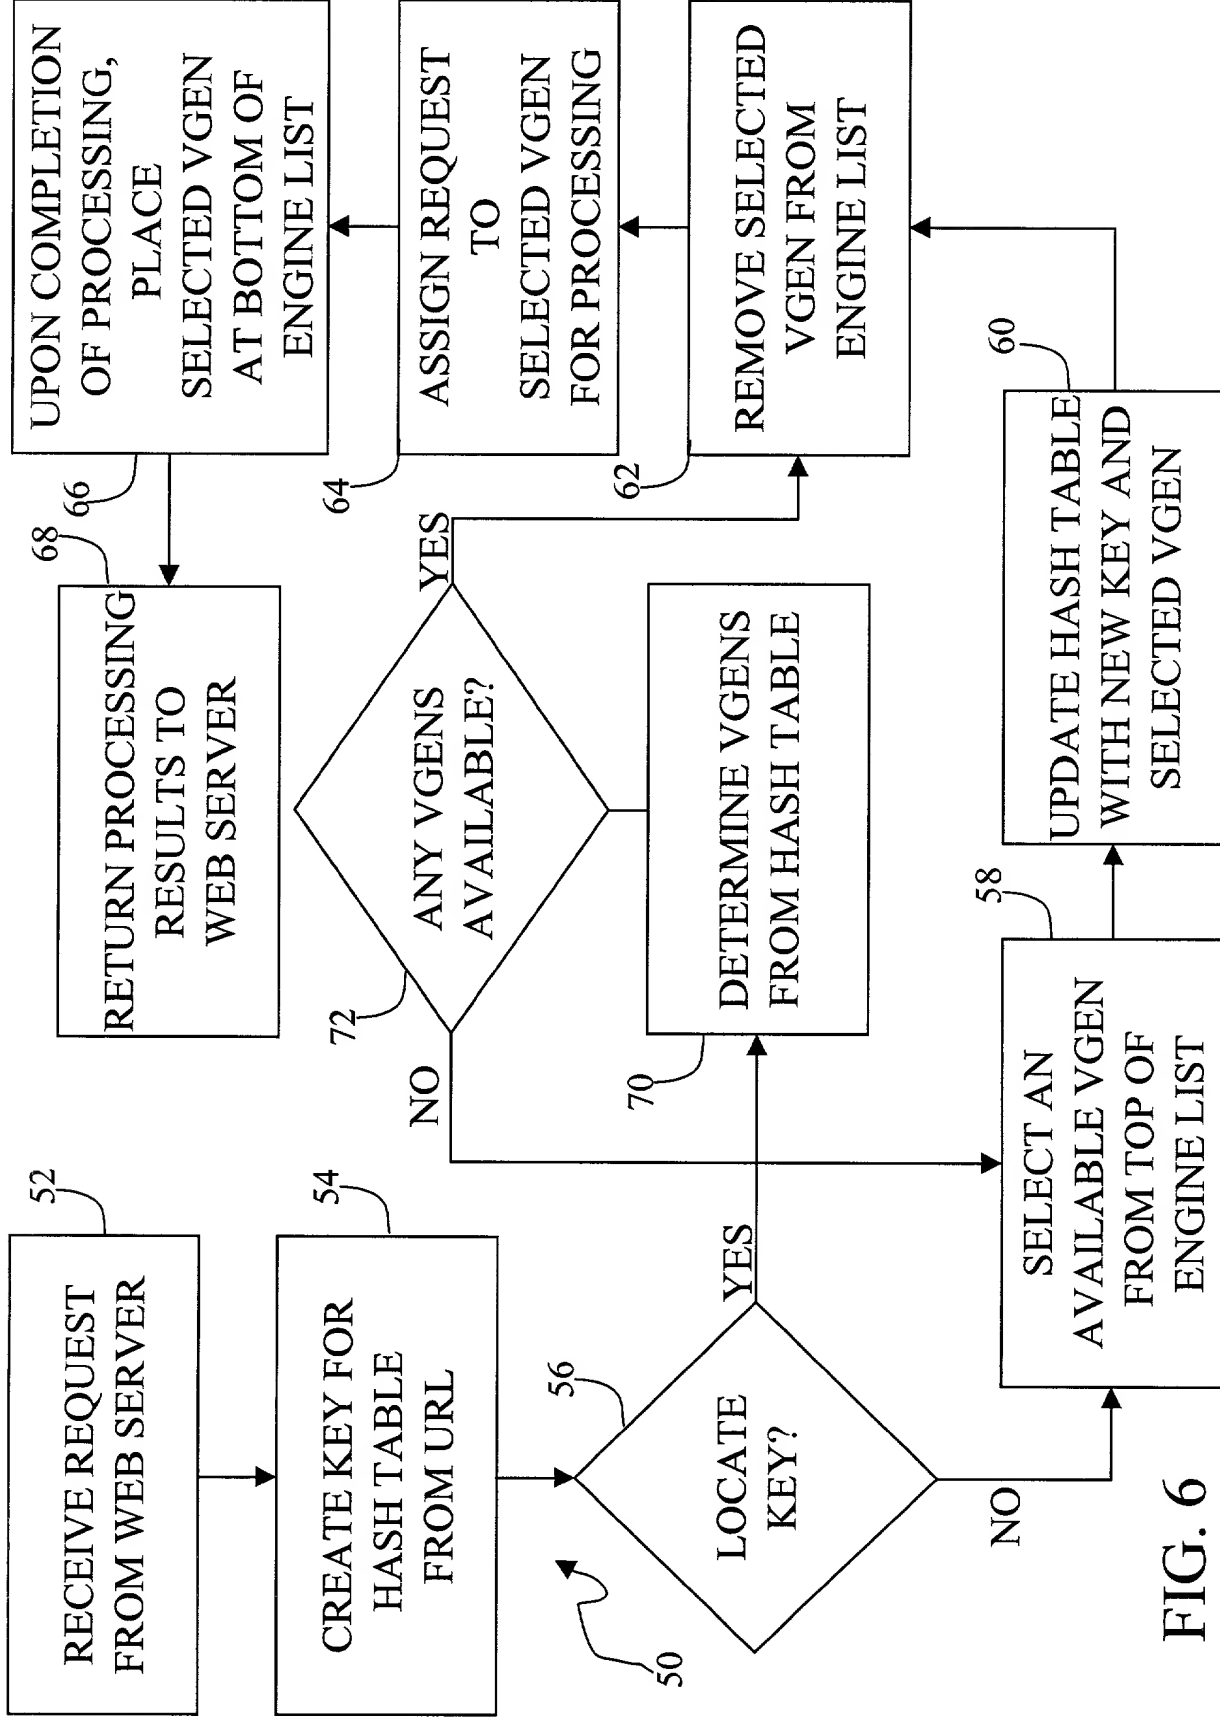 RECEIVE REQUEST
FROM WEB SERVER
52
CREATE KEY FOR
HASH TABLE
FROM URL
54
LOCATE
KEY?
56
50
YES
NO
SELECT AN
AVAILABLE VGEN
FROM TOP OF
ENGINE LIST
58
UPDATE HASH TABLE
WITH NEW KEY AND
SELECTED VGEN
60
DETERMINE VGENS
FROM HASH TABLE
70
ANY VGENS
AVAILABLE?
72
NO
YES
REMOVE SELECTED
VGEN FROM
ENGINE LIST
62
ASSIGN REQUEST
TO
SELECTED VGEN
FOR PROCESSING
64
UPON COMPLETION
OF PROCESSING,
PLACE
SELECTED VGEN
AT BOTTOM OF
ENGINE LIST
66
RETURN PROCESSING
RESULTS TO
WEB SERVER
68
FIG. 6